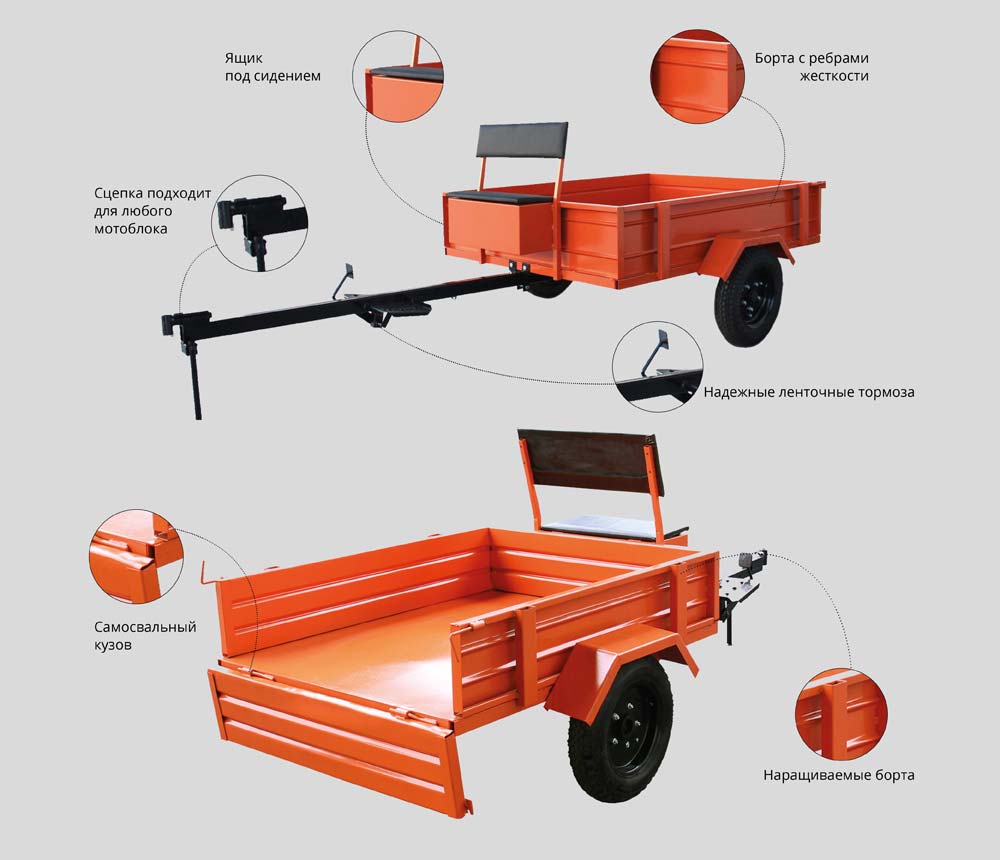 Ящик
под сидением
Борта с ребрами
жесткости
Сцепка подходит
для любого
мотоблока
Надежные ленточные тормоза
Самосвальный
кузов
Наращиваемые борта